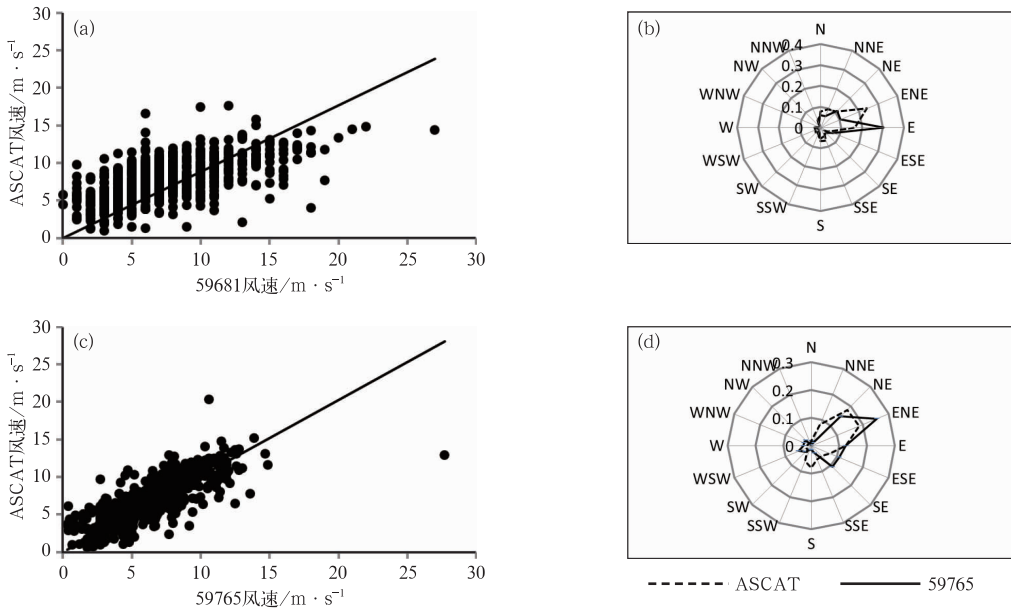 (a)
30
25
20
15
10
5
0
ASCAT风速/m · s⁻¹
0 5 10 15 20 25 30
59681风速/m · s⁻¹
(b)
N
NNE
NE
ENE
E
ESE
SE
SSE
S
SSW
SW
WSW
W
WNW
NW
NNW
0.4
0.3
0.2
0.1
0
(c)
30
25
20
15
10
5
0
ASCAT风速/m · s⁻¹
0 5 10 15 20 25 30
59765风速/m · s⁻¹
(d)
N
NNE
NE
ENE
E
ESE
SE
SSE
S
SSW
SW
WSW
W
WNW
NW
NNW
0.3
0.2
0.1
0
ASCAT 59765